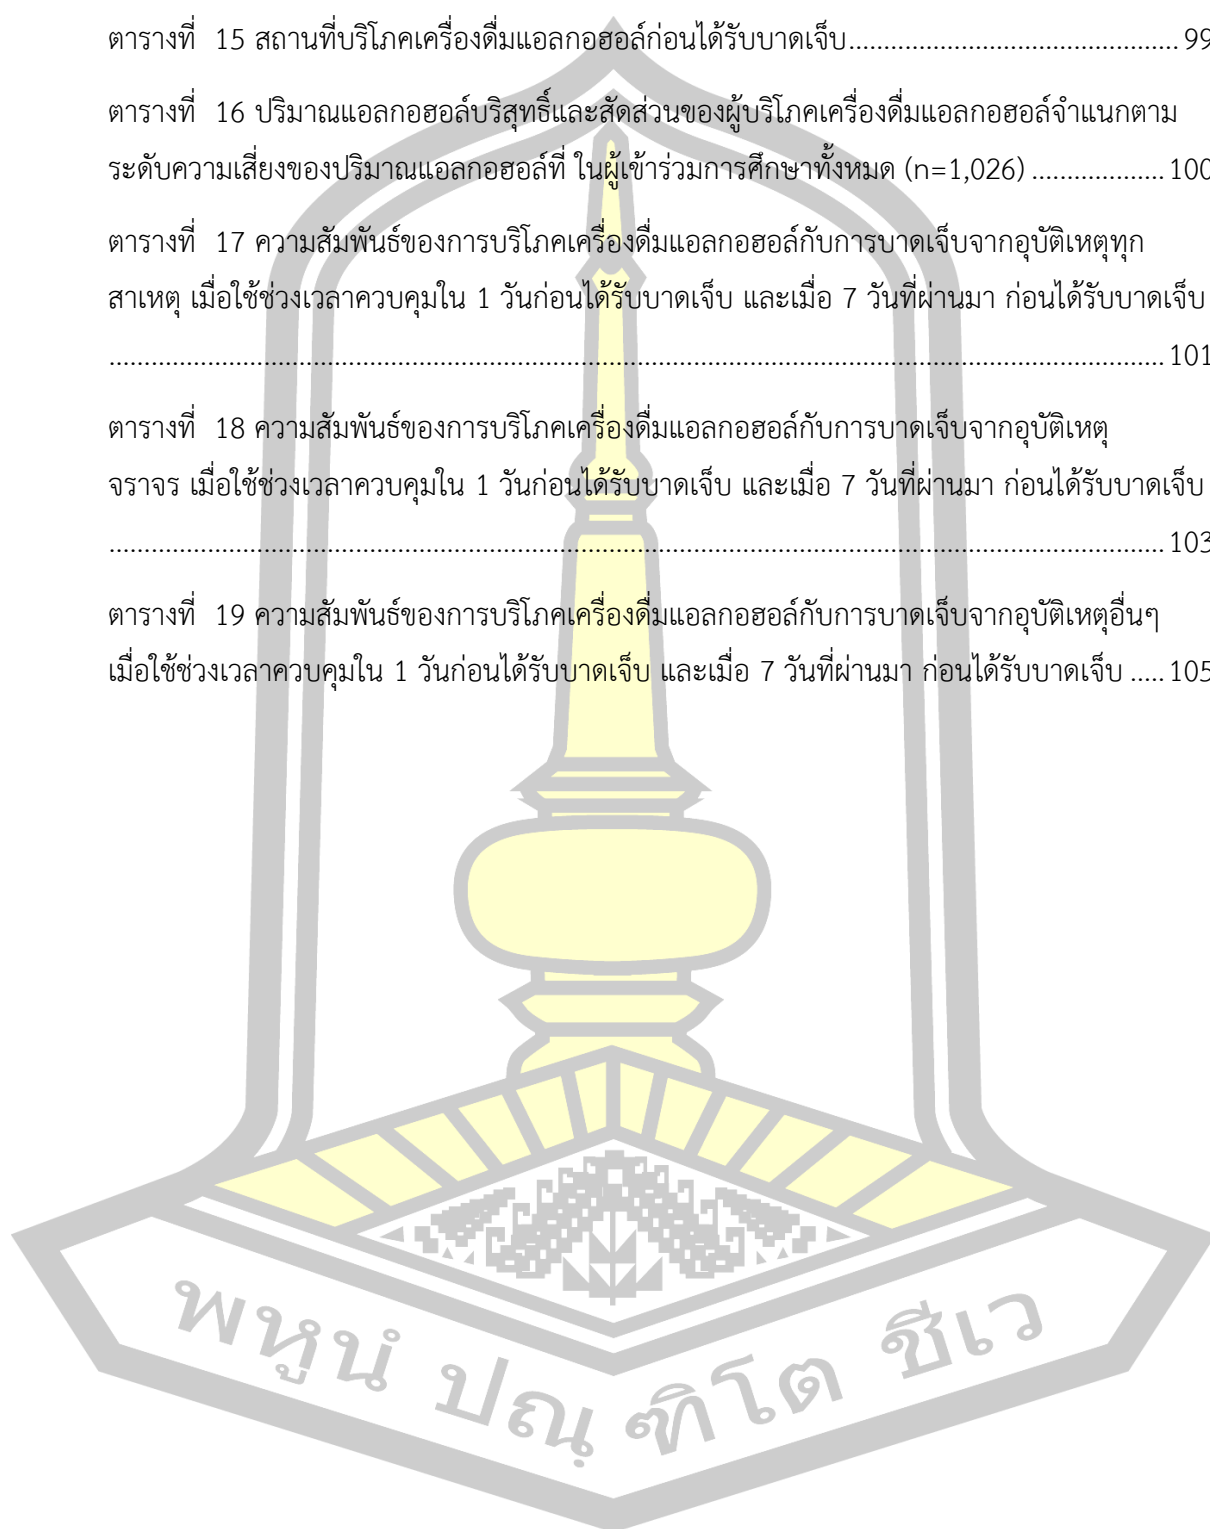 ตารางที่  15 สถานที่บริโภคเครื่องดื่มแอลกอฮอล์ก่อนได้รับบาดเจ็บ............................................... 99
ตารางที่  16 ปริมาณแอลกอฮอล์บริสุทธิ์และสัดส่วนของผู้บริโภคเครื่องดื่มแอลกอฮอล์จำแนกตาม
ระดับความเสี่ยงของปริมาณแอลกอฮอล์ที่ ในผู้เข้าร่วมการศึกษาทั้งหมด (n=1,026) ................... 100
ตารางที่  17 ความสัมพันธ์ของการบริโภคเครื่องดื่มแอลกอฮอล์กับการบาดเจ็บจากอุบัติเหตุทุก
สาเหตุ เมื่อใช้ช่วงเวลาควบคุมใน 1 วันก่อนได้รับบาดเจ็บ และเมื่อ 7 วันที่ผ่านมา ก่อนได้รับบาดเจ็บ
....................................................................................................................................................... 101
ตารางที่  18 ความสัมพันธ์ของการบริโภคเครื่องดื่มแอลกอฮอล์กับการบาดเจ็บจากอุบัติเหตุ
จราจร เมื่อใช้ช่วงเวลาควบคุมใน 1 วันก่อนได้รับบาดเจ็บ และเมื่อ 7 วันที่ผ่านมา ก่อนได้รับบาดเจ็บ
....................................................................................................................................................... 103
ตารางที่  19 ความสัมพันธ์ของการบริโภคเครื่องดื่มแอลกอฮอล์กับการบาดเจ็บจากอุบัติเหตุอื่นๆ
เมื่อใช้ช่วงเวลาควบคุมใน 1 วันก่อนได้รับบาดเจ็บ และเมื่อ 7 วันที่ผ่านมา ก่อนได้รับบาดเจ็บ ..... 105
พหูนํ ปณฺ ฑิโต ชีเว